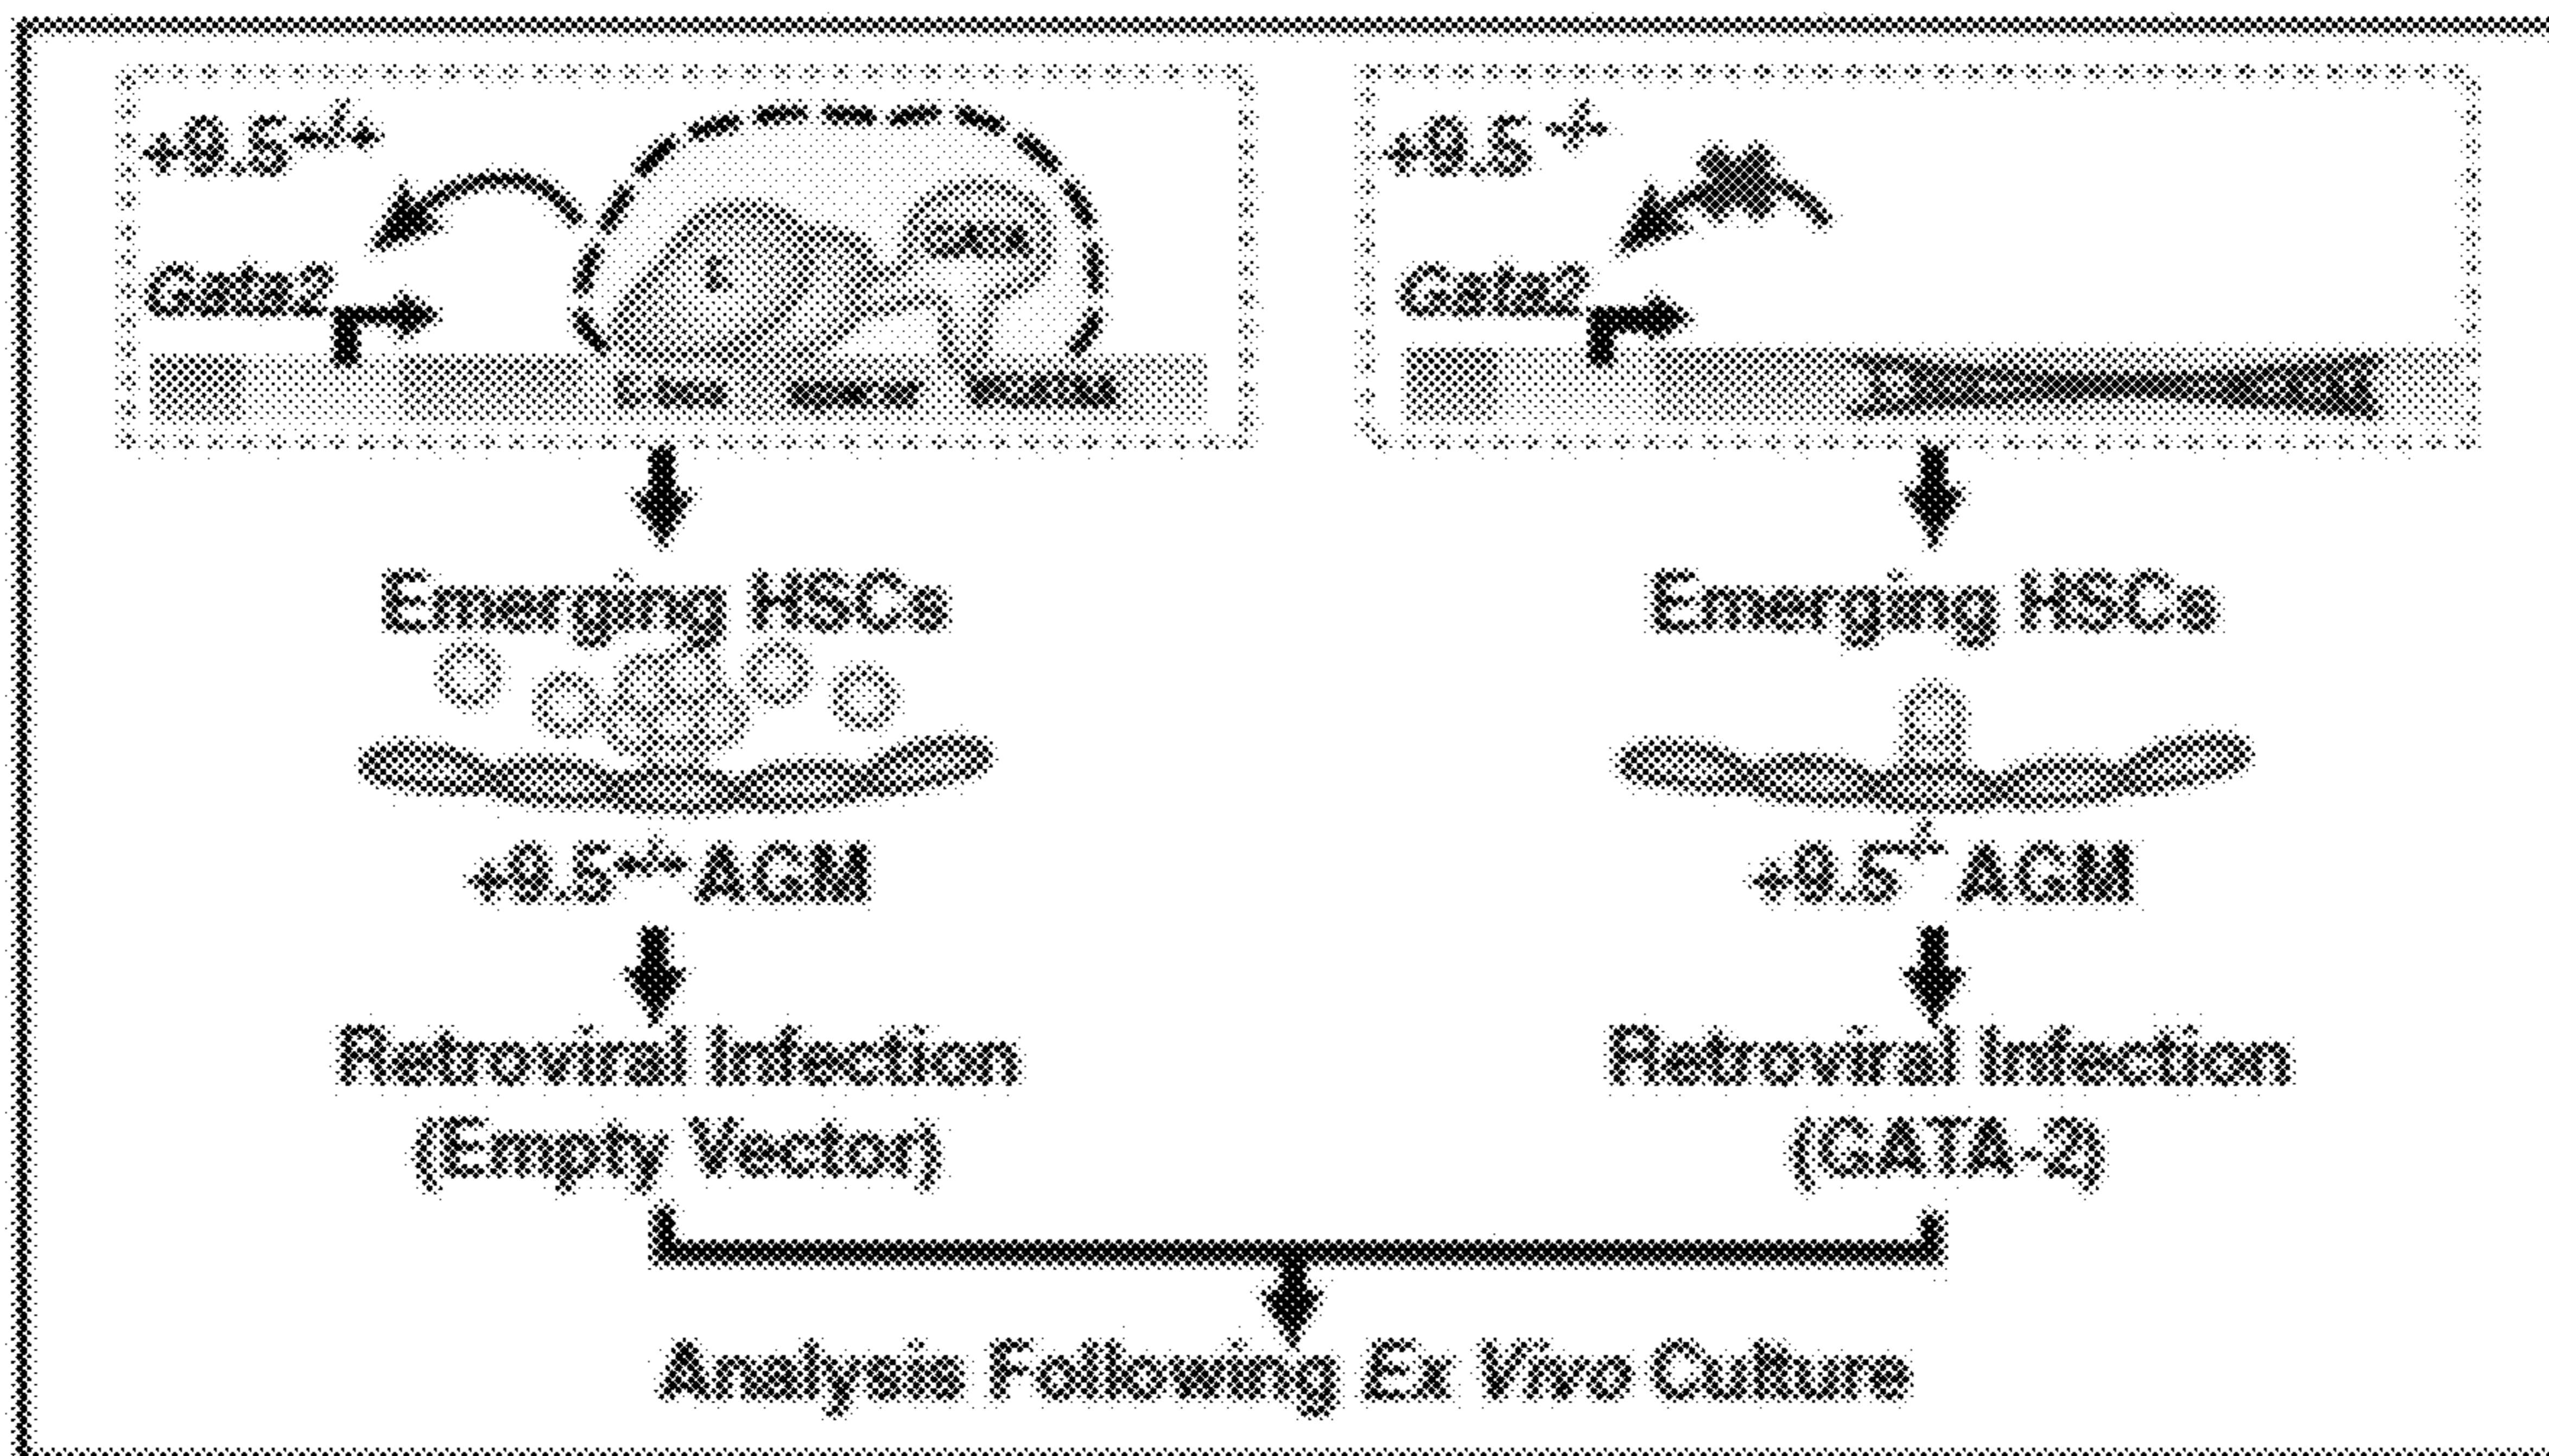 +9.5+/+
Gata2
+9.5-/-
Gata2
E-box
Emerging HSCs
Emerging HSCs
+9.5+/+ AGM
+9.5-/- AGM
Retroviral Infection
(Empty Vector)
Retroviral Infection
(GATA-2)
Analysis Following Ex Vivo Culture